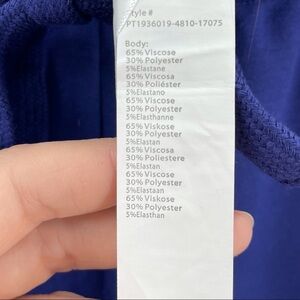 Style #
PT1936019-4810-17075
Body:
65% Viscose
30% Polyester
5%Elastane
65% Viscosa
30% Poliéster
5%Elastano
65% Viscose
30% Polyester
5%Elasthanne
65% Viskose
30% Polyester
5%Elastan
65% Viscosa
30% Poliestere
5%Elastan
65% Viscose
30% Polyester
5%Elastaan
65% Viskose
30% Polyester
5%Elasthan